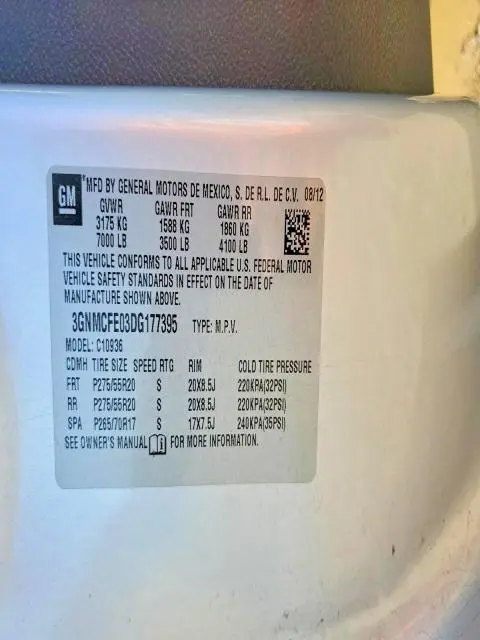 GM
®MFD BY GENERAL MOTORS DE MEXICO, S. DE R.L. DE C.V. 08/12
GVWR GAWR FRT GAWR RR
3175 KG 1588 KG 1860 KG
7000 LB 3500 LB 4100 LB
THIS VEHICLE CONFORMS TO ALL APPLICABLE U.S. FEDERAL MOTOR
VEHICLE SAFETY STANDARDS IN EFFECT ON THE DATE OF
MANUFACTURE SHOWN ABOVE.
3GNMCFE03DG177395 TYPE: M.P.V.
MODEL: C10936
CDMH TIRE SIZE SPEED RTG RIM COLD TIRE PRESSURE
FRT P275/55R20 S 20X8.5J 220KPA(32PSI)
RR P275/55R20 S 20X8.5J 220KPA(32PSI)
SPA P265/70R17 S 17X7.5J 240KPA(35PSI)
SEE OWNER'S MANUAL FOR MORE INFORMATION.